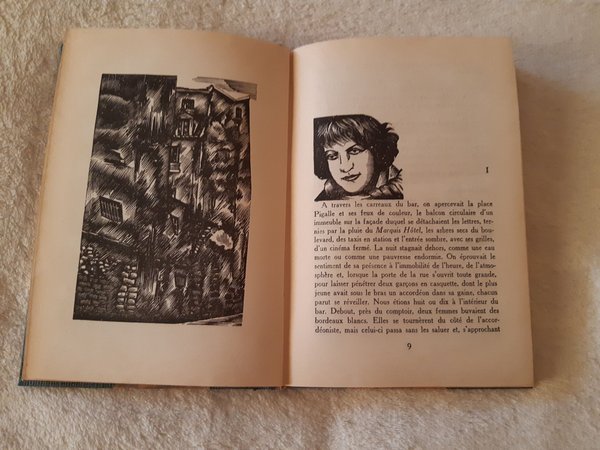 I
A travers les carreaux du bar, on apercevait la place
Pigalle et ses feux de couleur, le balcon circulaire d'un
immeuble sur la façade duquel se détachaient les lettres, ter-
nies par la pluie du Marquis Hôtel, les arbres secs du
boulevard, des taxis en station et l'entrée sombre, avec ses grilles,
d'un cinéma fermé. La nuit stagnait dehors, comme une eau
morte ou comme une pauvresse endormie. On éprouvait le
sentiment de sa présence à l'immobilité de l'heure, de l'atmo-
sphère et, lorsque la porte de la rue s'ouvrit toute grande,
pour laisser pénétrer deux garçons en casquette, dont le plus
jeune avait sous le bras un accordéon dans sa gaine, chacun
parut se réveiller. Nous étions huit ou dix à l'intérieur du
bar. Debout, près du comptoir, deux femmes buvaient des
bordeaux blancs. Elles se tournèrent du côté de l'accor-
déoniste, mais celui-ci passa sans les saluer et, s'approchant
9